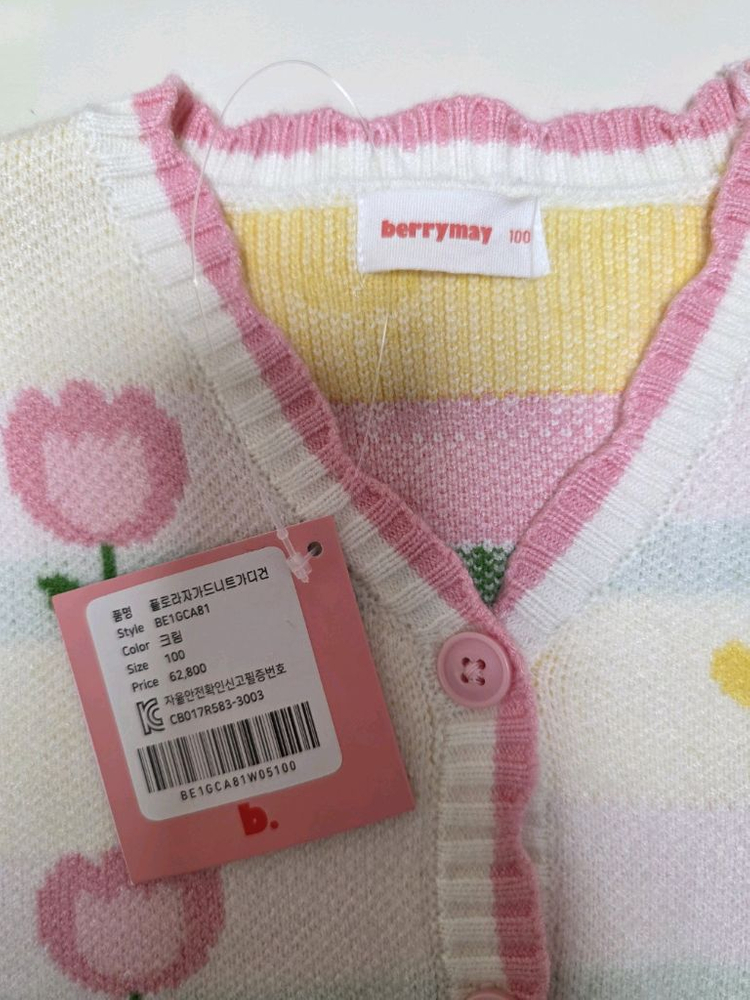 berrymay 100
품명 플로라자가드니트가디건
Style BE1GCA81
Color 크림
Size 100
Price 62,800
자율안전확인신고필증번호
CB017R583-3003
BE1GCA81W05100
b.